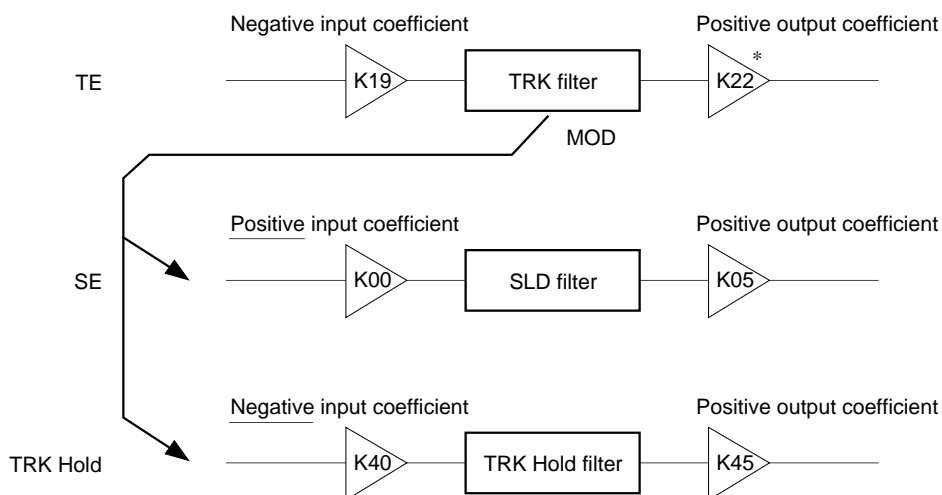 Negative input coefficient
Positive output coefficient
TE
K19
TRK filter
K22
*
MOD
Positive input coefficient
Positive output coefficient
SE
K00
SLD filter
K05
Negative input coefficient
Positive output coefficient
TRK Hold
K40
TRK Hold filter
K45